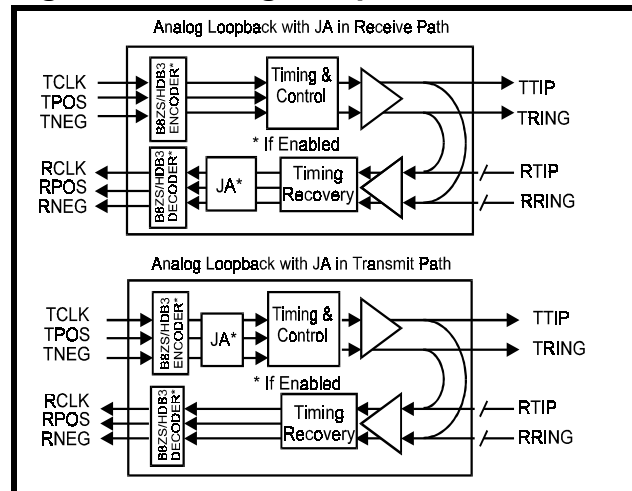 Analog Loopback with JA in Receive Path
TCLK
TPOS
TNEG
B8ZS/HDB3
ENCODER*
Timing &
Control
TTIP
TRING
* If Enabled
RCLK
RPOS
RNEG
B8ZS/HDB3
DECODER*
JA*
Timing
Recovery
RTIP
RRING
Analog Loopback with JA in Transmit Path
TCLK
TPOS
TNEG
B8ZS/HDB3
ENCODER*
JA*
Timing &
Control
TTIP
TRING
* If Enabled
RCLK
RPOS
RNEG
B8ZS/HDB3
DECODER*
Timing
Recovery
RTIP
RRING